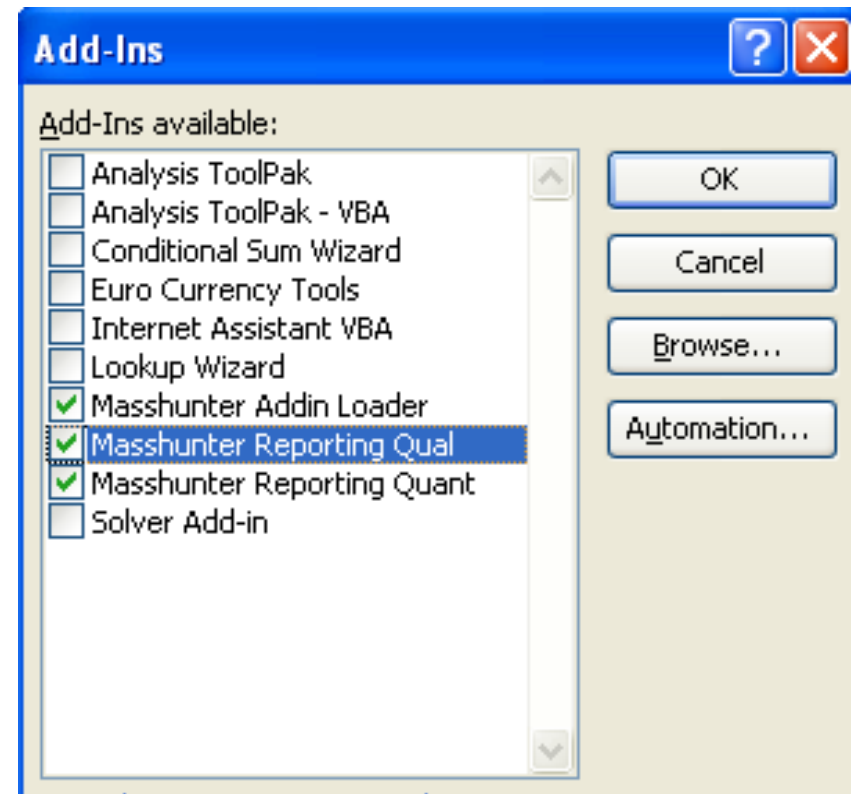 Add-Ins
Add-Ins available:
Analysis ToolPak
Analysis ToolPak - VBA
Conditional Sum Wizard
Euro Currency Tools
Internet Assistant VBA
Lookup Wizard
Masshunter Addin Loader
Masshunter Reporting Qual
Masshunter Reporting Quant
Solver Add-in
OK
Cancel
Browse...
Automation...